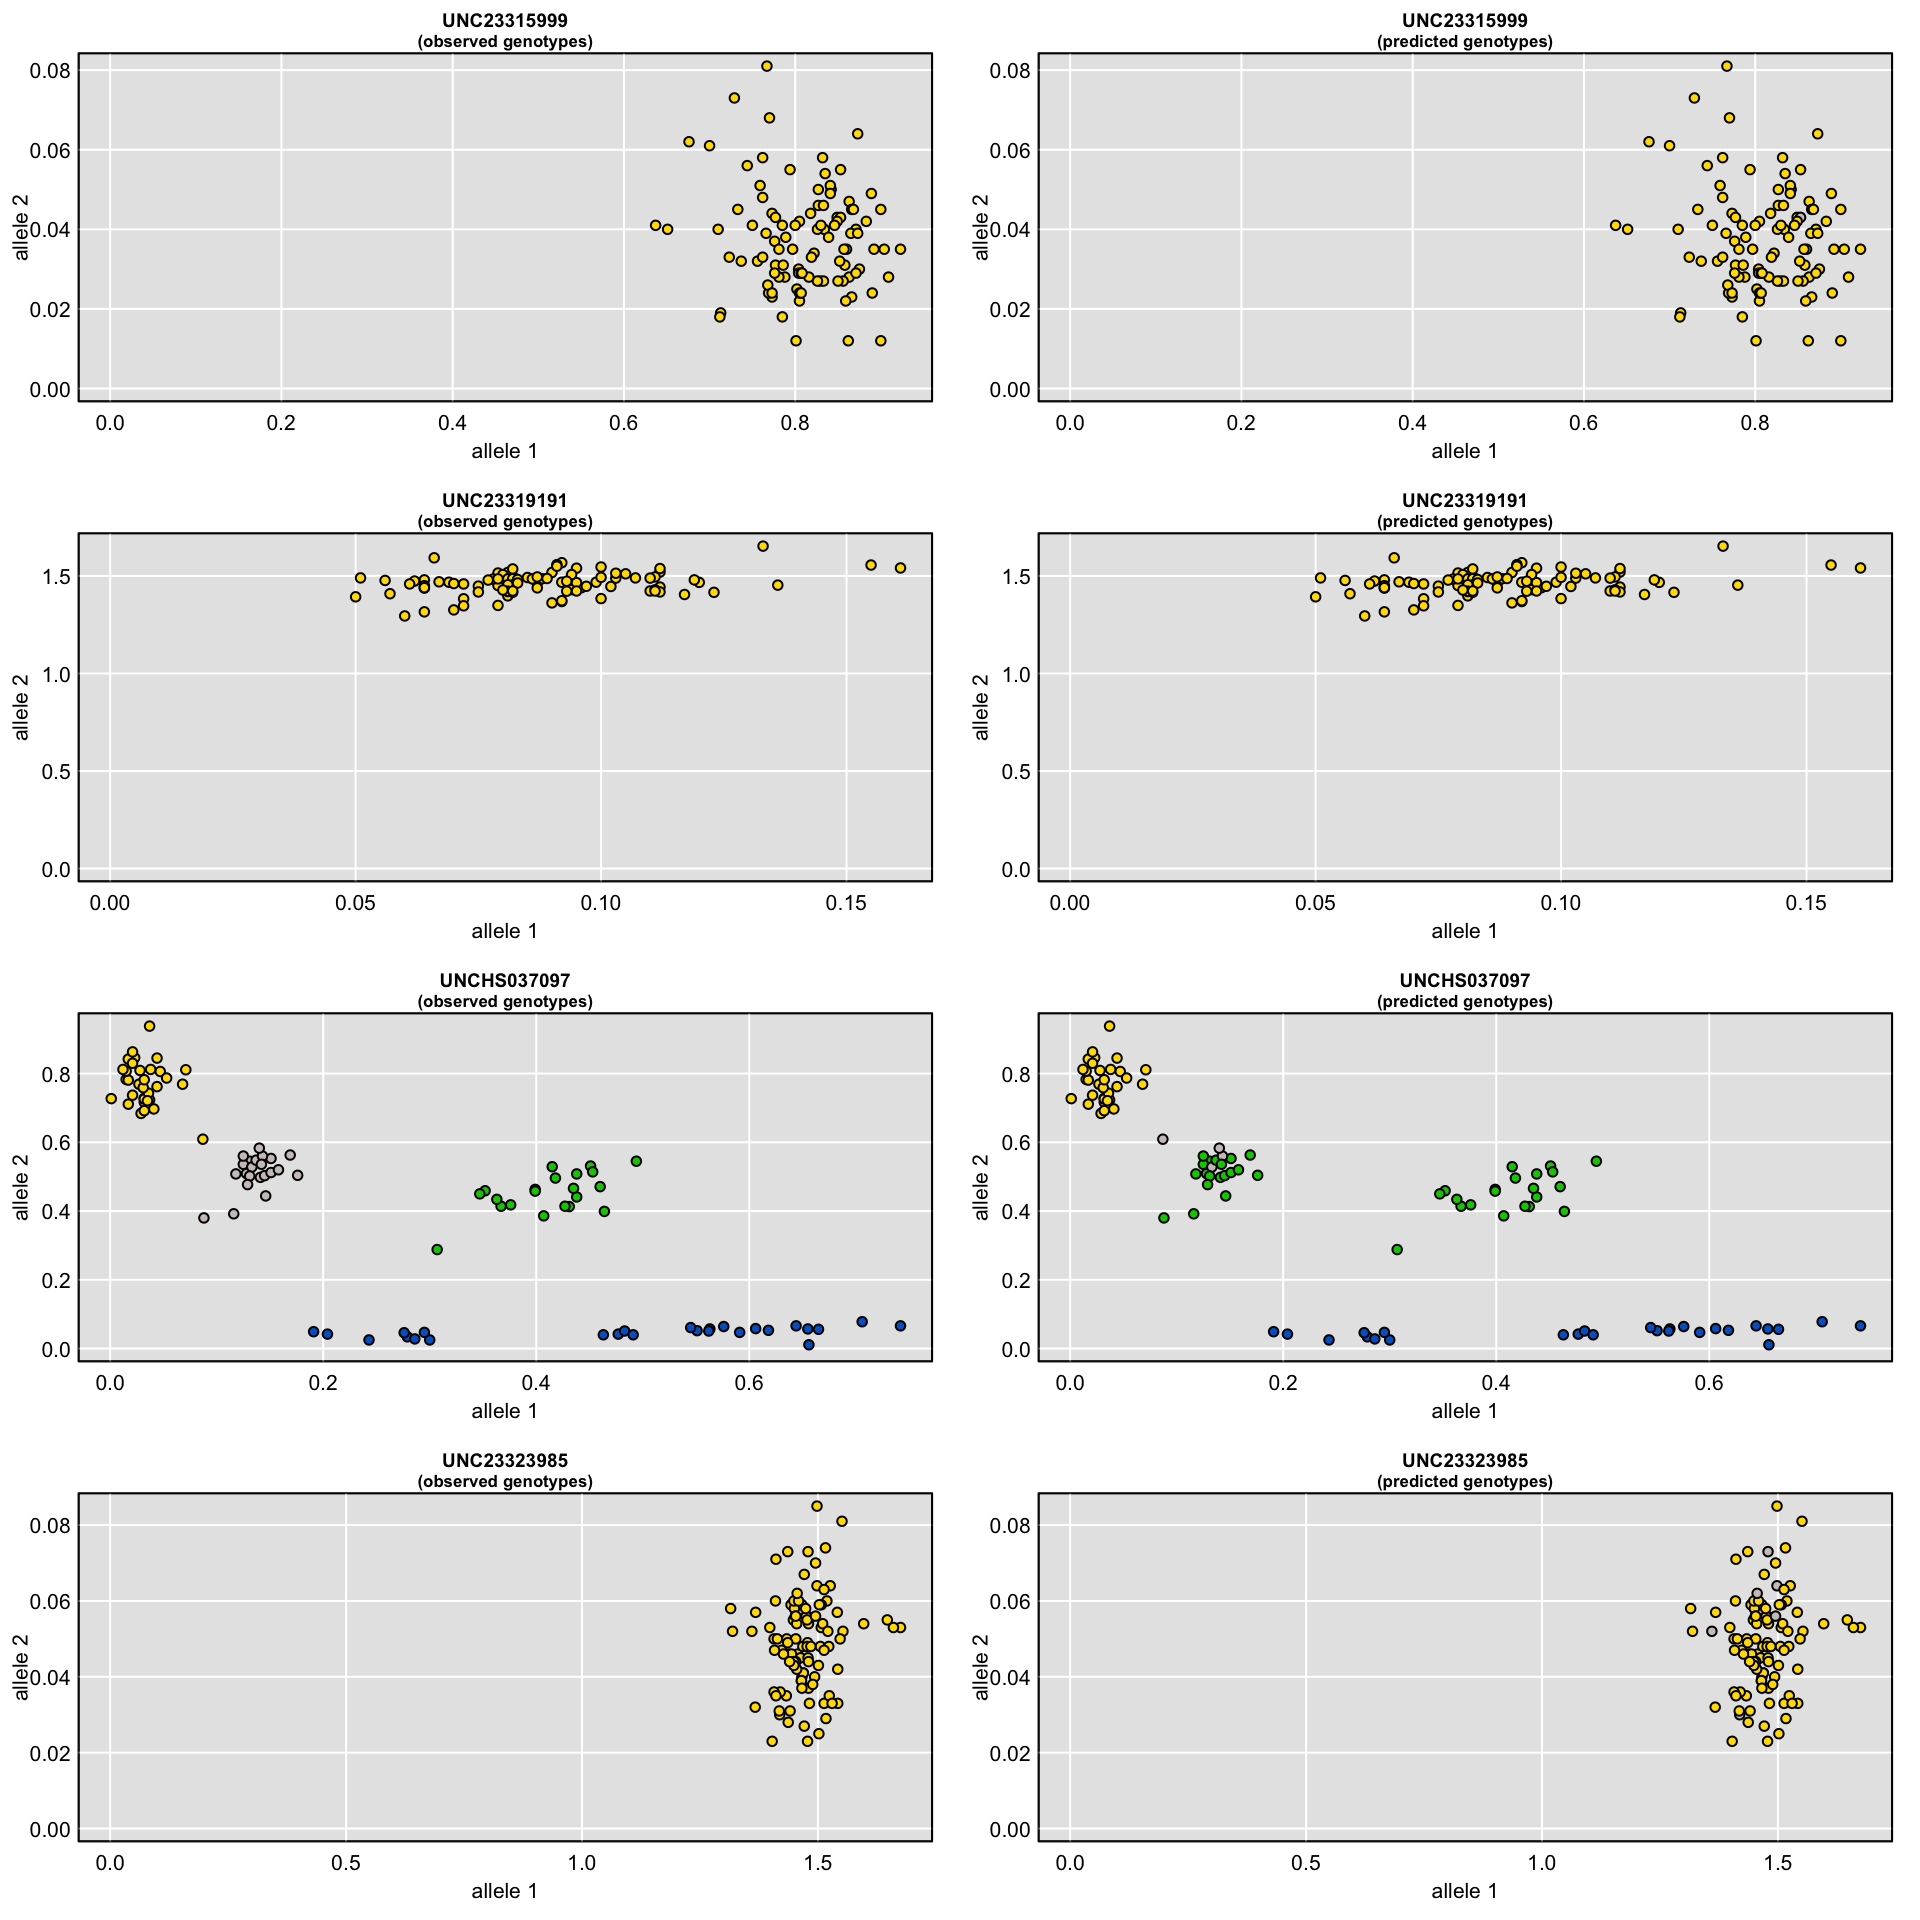 UNC23315999
(observed genotypes)
0.08
0.06
0.04
0.02
0.00
allele 2
0.0 0.2 0.4 0.6 0.8
allele 1
UNC23315999
(predicted genotypes)
0.08
0.06
0.04
0.02
0.00
allele 2
0.0 0.2 0.4 0.6 0.8
allele 1
UNC23319191
(observed genotypes)
1.5
1.0
0.5
0.0
allele 2
0.00 0.05 0.10 0.15
allele 1
UNC23319191
(predicted genotypes)
1.5
1.0
0.5
0.0
allele 2
0.00 0.05 0.10 0.15
allele 1
UNCHS037097
(observed genotypes)
0.8
0.6
0.4
0.2
0.0
allele 2
0.0 0.2 0.4 0.6
allele 1
UNCHS037097
(predicted genotypes)
0.8
0.6
0.4
0.2
0.0
allele 2
0.0 0.2 0.4 0.6
allele 1
UNC23323985
(observed genotypes)
0.08
0.06
0.04
0.02
0.00
allele 2
0.0 0.5 1.0 1.5
allele 1
UNC23323985
(predicted genotypes)
0.08
0.06
0.04
0.02
0.00
allele 2
0.0 0.5 1.0 1.5
allele 1